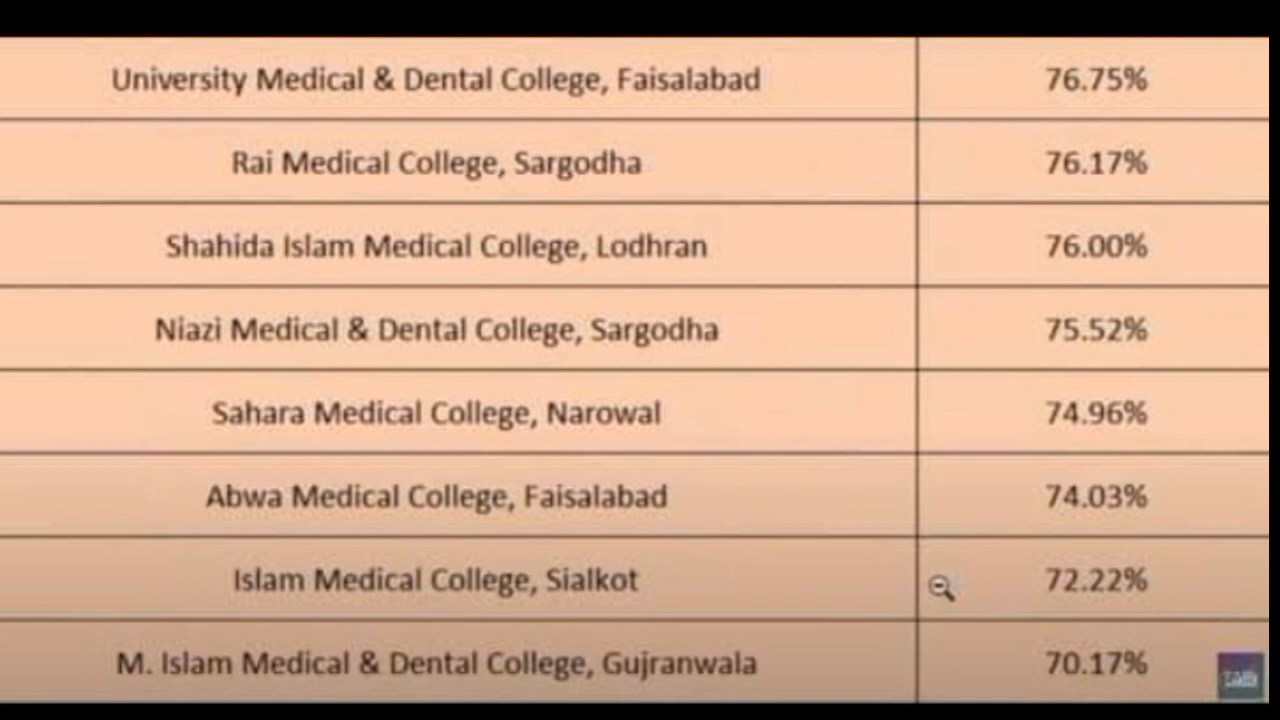 University Medical & Dental College, Faisalabad 76.75%
Rai Medical College, Sargodha 76.17%
Shahida Islam Medical College, Lodhran 76.00%
Niazi Medical & Dental College, Sargodha 75.52%
Sahara Medical College, Narowal 74.96%
Abwa Medical College, Faisalabad 74.03%
Islam Medical College, Sialkot 72.22%
M. Islam Medical & Dental College, Gujranwala 70.17%